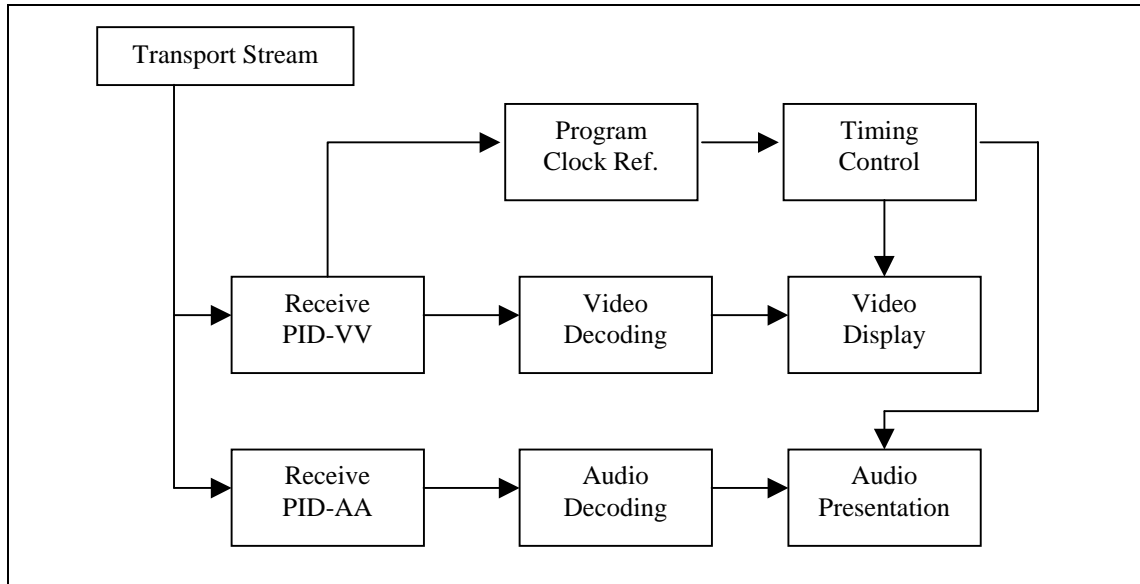 Transport Stream
Program
Clock Ref.
Timing
Control
Receive
PID-VV
Video
Decoding
Video
Display
Receive
PID-AA
Audio
Decoding
Audio
Presentation